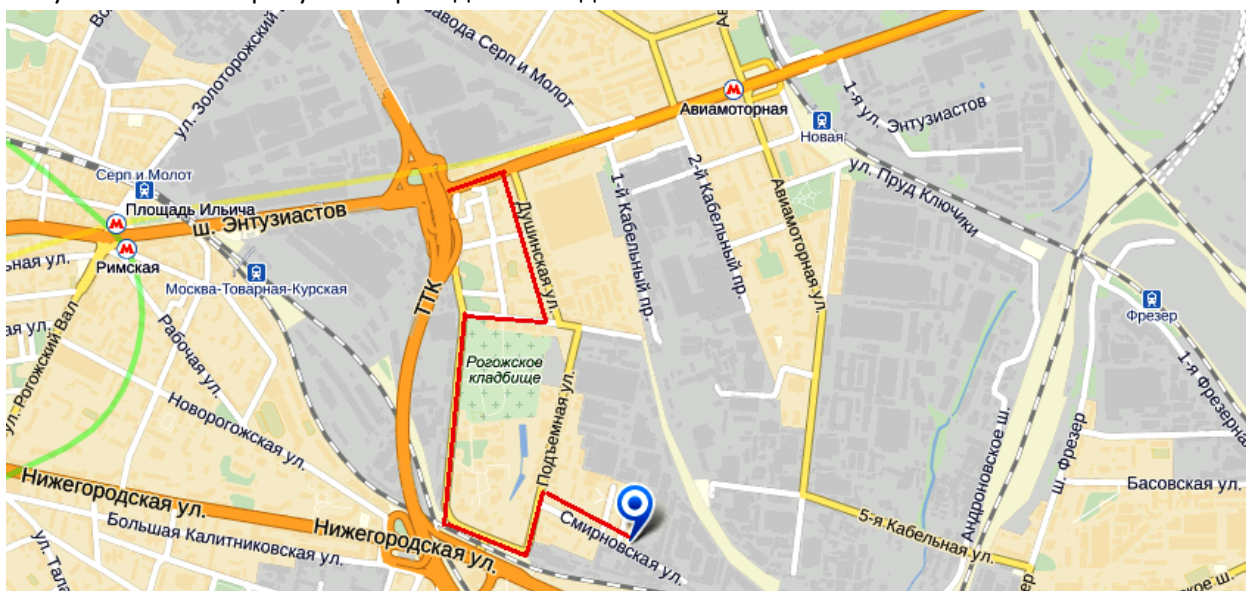 ул. Золоторожский
завода Серп и Молот
Авиамоторная
1-я ул. Энтузиастов
Новая
Серп и Молот
Площадь Ильича
ш. Энтузиастов
Римская
Москва-Товарная-Курская
ТТК
Душинская ул.
1-й Кабельный пр.
2-й Кабельный пр.
Авиамоторная ул.
ул. Пруд Ключики
Фрезер
1-я Фрезерна
ул. Рогожский Вал
Рабочая ул.
Рогожское
кладбище
Новорогожская ул.
Подъемная ул.
Нижегородская ул.
Большая Калитниковская ул.
Нижегородская ул.
Смирновская ул.
5-я Кабельная ул.
Андроновское ш.
ш. Фрезер
Басовская ул.
ул. Тала